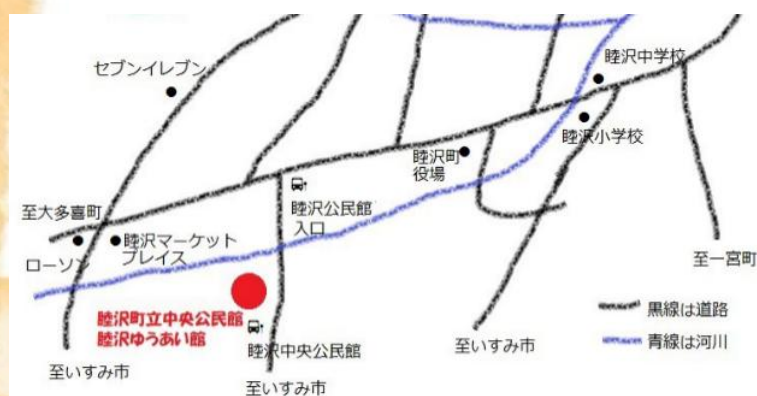 セブンイレブン
睦沢中学校
睦沢小学校
睦沢町
役場
睦沢公民館
入口
至大多喜町
睦沢マーケット
プレイス
ローソン
至一宮町
睦沢町立中央公民館
睦沢ゆうあい館
睦沢中央公民館
黒線は道路
青線は河川
至いすみ市
至いすみ市
至いすみ市